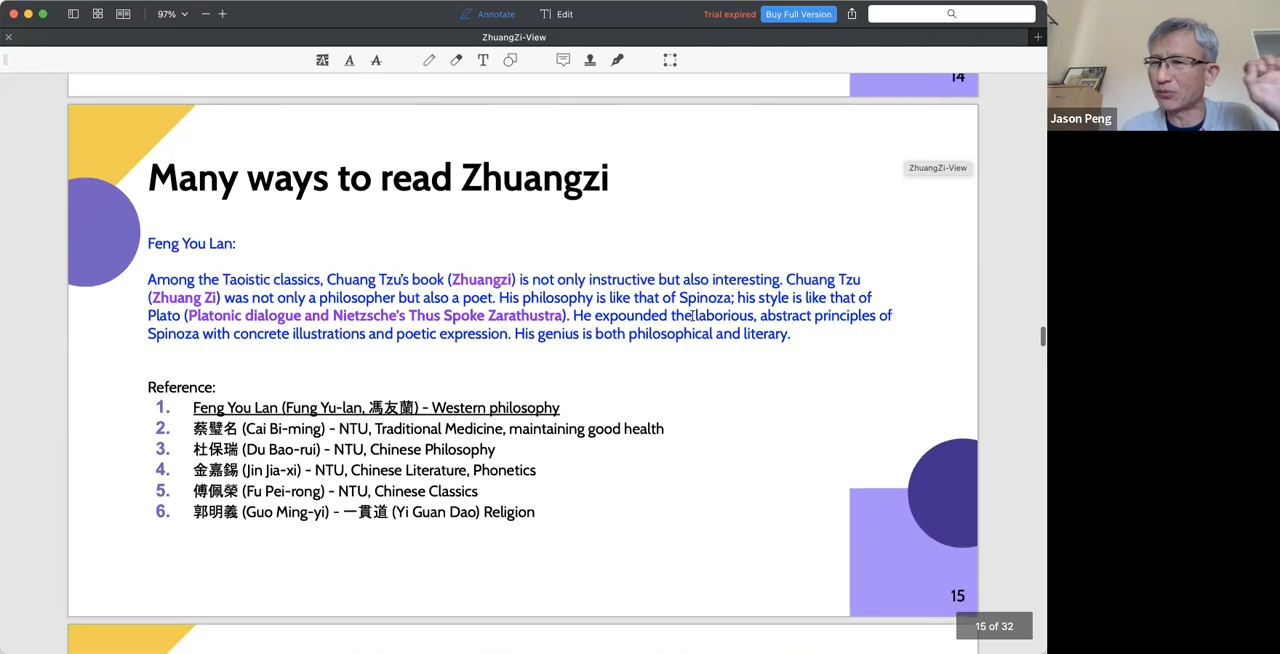 97%
Annotate
Edit
Trial expired
Buy Full Version
ZhuangZi-View
14
Jason Peng
ZhuangZi-View
Many ways to read Zhuangzi
Feng You Lan:
Among the Taoistic classics, Chuang Tzu's book (Zhuangzi) is not only instructive but also interesting. Chuang Tzu
(Zhuang Zi) was not only a philosopher but also a poet. His philosophy is like that of Spinoza; his style is like that of
Plato (Platonic dialogue and Nietzsche's Thus Spoke Zarathustra). He expounded the laborious, abstract principles of
Spinoza with concrete illustrations and poetic expression. His genius is both philosophical and literary.
Reference:
1. Feng You Lan (Fung Yu-lan, 馮友蘭) - Western philosophy
2. 蔡璧名 (Cai Bi-ming) - NTU, Traditional Medicine, maintaining good health
3. 杜保瑞 (Du Bao-rui) - NTU, Chinese Philosophy
4. 金嘉錫 (Jin Jia-xi) - NTU, Chinese Literature, Phonetics
5. 傅佩榮 (Fu Pei-rong) - NTU, Chinese Classics
6. 郭明義 (Guo Ming-yi) - 一貫道 (Yi Guan Dao) Religion
15
15 of 32